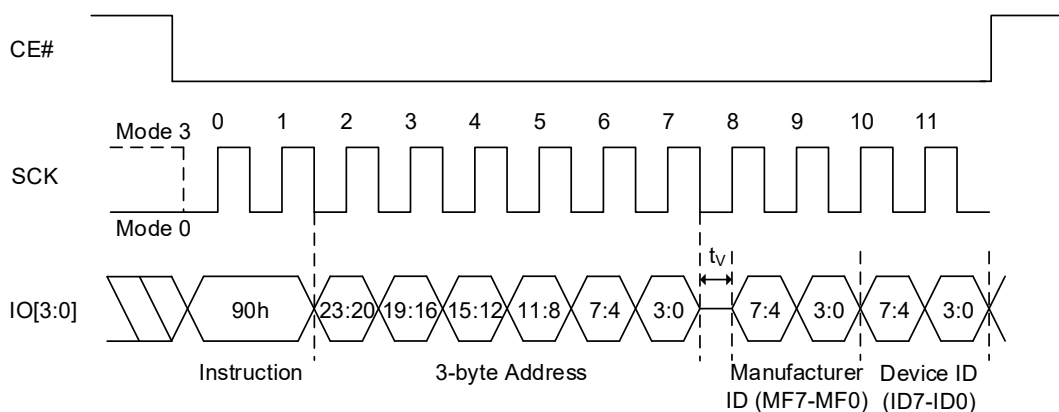 CE#
0 1 2 3 4 5 6 7 8 9 10 11
Mode 3
SCK
Mode 0
tV
IO[3:0] 90h 23:20 19:16 15:12 11:8 7:4 3:0 7:4 3:0 7:4 3:0
Instruction 3-byte Address Manufacturer Device ID
ID (MF7-MF0) (ID7-ID0)